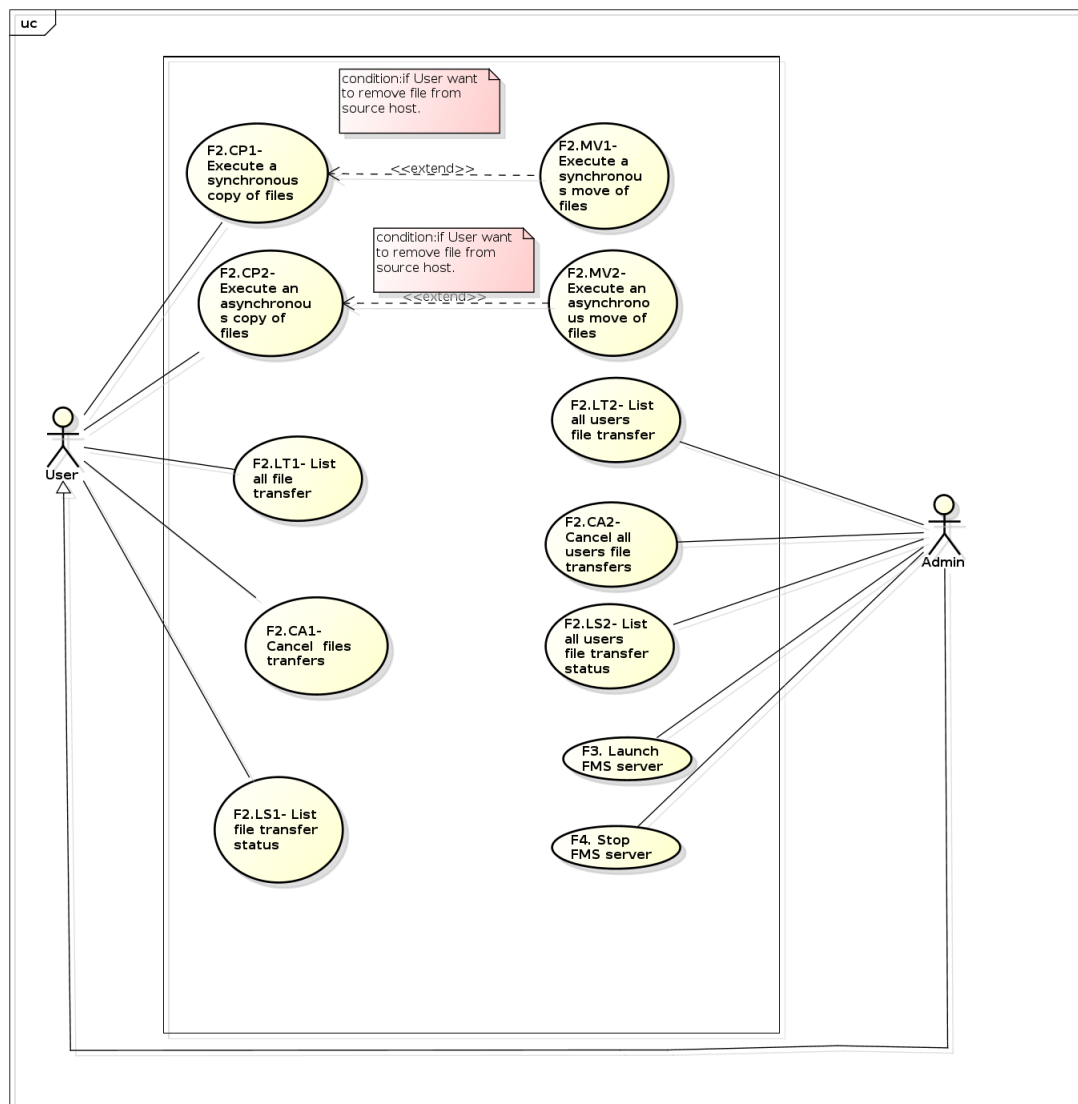 uc
condition:if User want
to remove file from
source host.
F2.CP1-
Execute a
synchronous
copy of files
<<extend>>
F2.MV1-
Execute a
synchronou
s move of
files
condition:if User want
to remove file from
source host.
F2.CP2-
Execute an
asynchronou
s copy of
files
<<extend>>
F2.MV2-
Execute an
asynchrono
us move of
files
F2.LT2- List
all users
file transfer
User
F2.LT1- List
all file
transfer
F2.CA2-
Cancel all
users file
transfers
Admin
F2.CA1-
Cancel  files
tranfers
F2.LS2- List
all users
file transfer
status
F3. Launch
FMS server
F2.LS1- List
file transfer
status
F4. Stop
FMS server